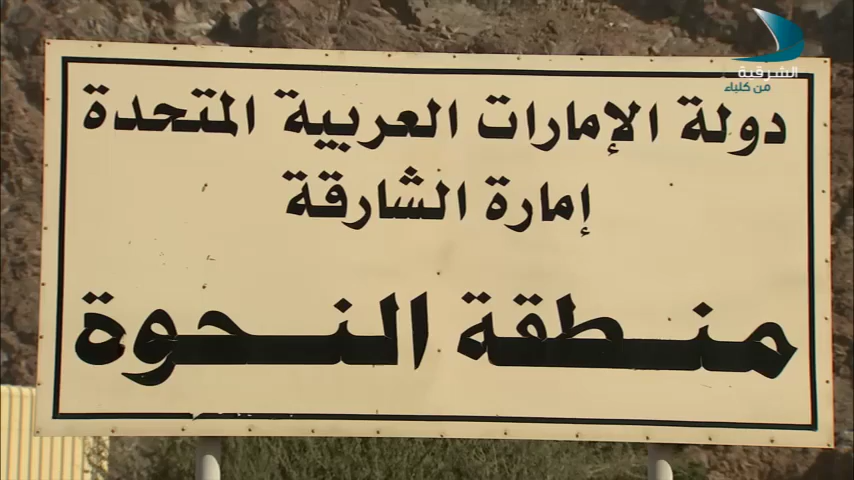 الشرقية
من كلباء
دولة الإمارات العربية المتحدة
إمارة الشارقة
منطقة النحوة